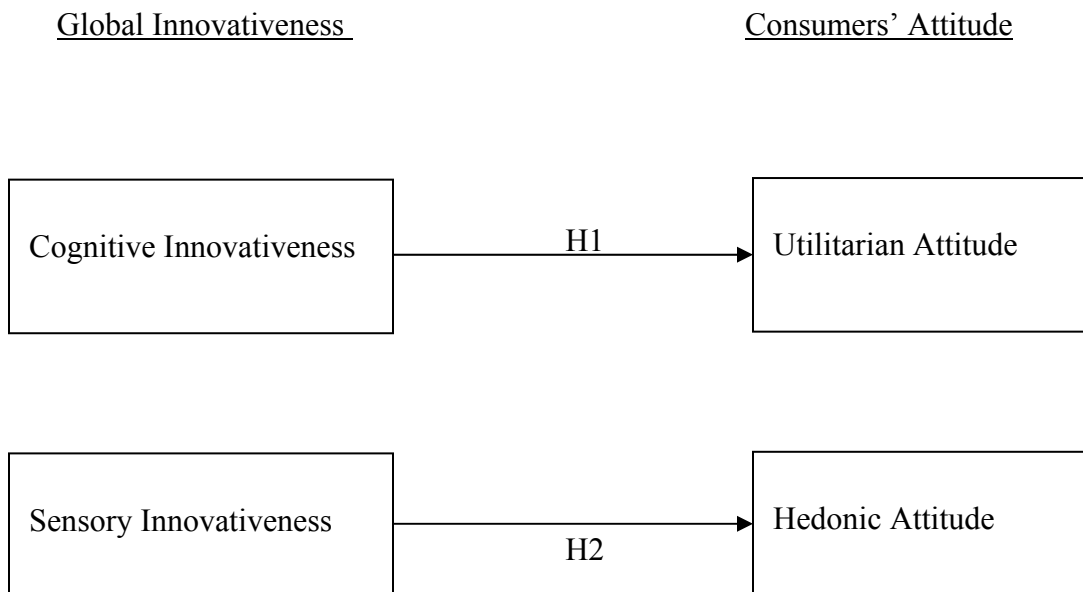 Global Innovativeness
Consumers’ Attitude
Cognitive Innovativeness
H1
Utilitarian Attitude
Sensory Innovativeness
H2
Hedonic Attitude